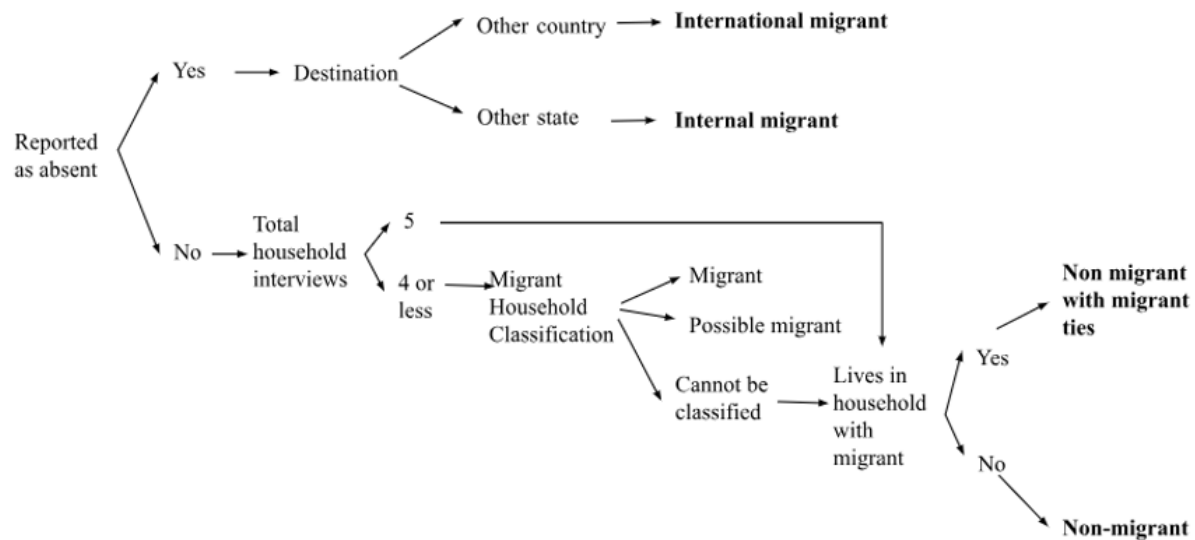 Reported
as absent
Yes
Destination
Other country
International migrant
Other state
Internal migrant
No
Total
household
interviews
5
4 or
less
Migrant
Household
Classification
Migrant
Possible migrant
Cannot be
classified
Lives in
household
with
migrant
Yes
Non migrant
with migrant
ties
No
Non-migrant